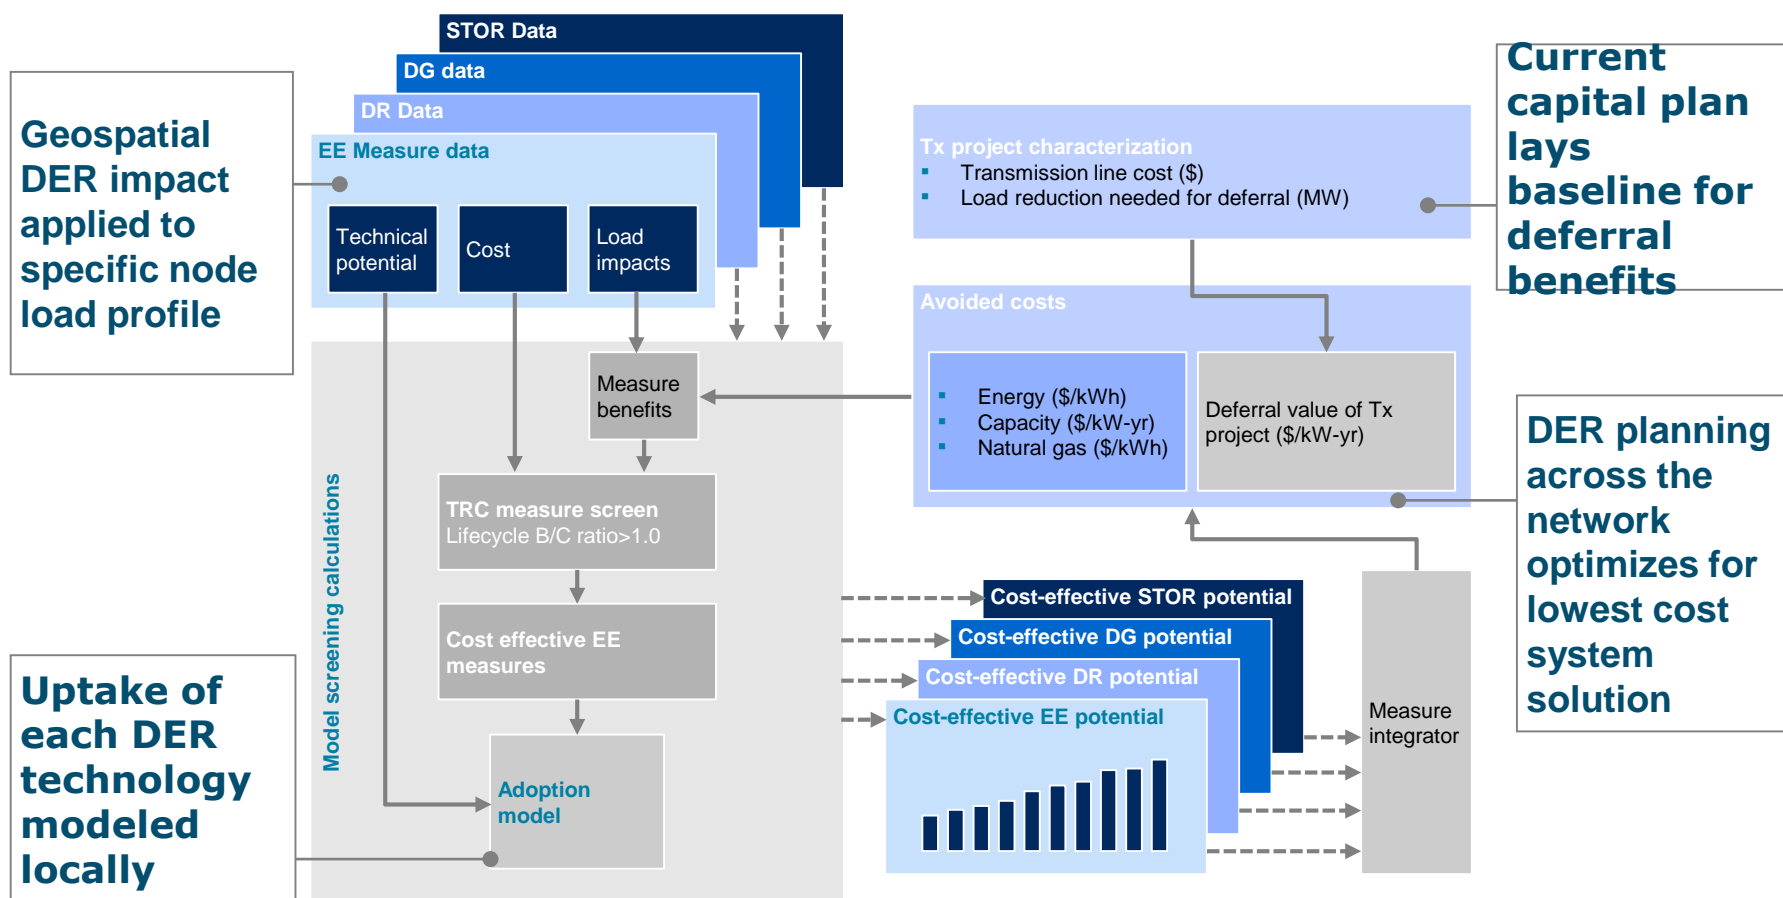 STOR Data
DG data
DR Data
EE Measure data
Technical
potential
Cost
Load
impacts
Geospatial
DER impact
applied to
specific node
load profile
Tx project characterization
▪ Transmission line cost ($)
▪ Load reduction needed for deferral (MW)
Current
capital plan
lays
baseline for
deferral
benefits
Avoided costs
▪ Energy ($/kWh)
▪ Capacity ($/kW-yr)
▪ Natural gas ($/kWh)
Deferral value of Tx
project ($/kW-yr)
Measure
benefits
Model screening calculations
TRC measure screen
Lifecycle B/C ratio>1.0
Cost effective EE
measures
Adoption
model
DER planning
across the
network
optimizes for
lowest cost
system
solution
Uptake of
each DER
technology
modeled
locally
Cost-effective STOR potential
Cost-effective DG potential
Cost-effective DR potential
Cost-effective EE potential
Measure
integrator